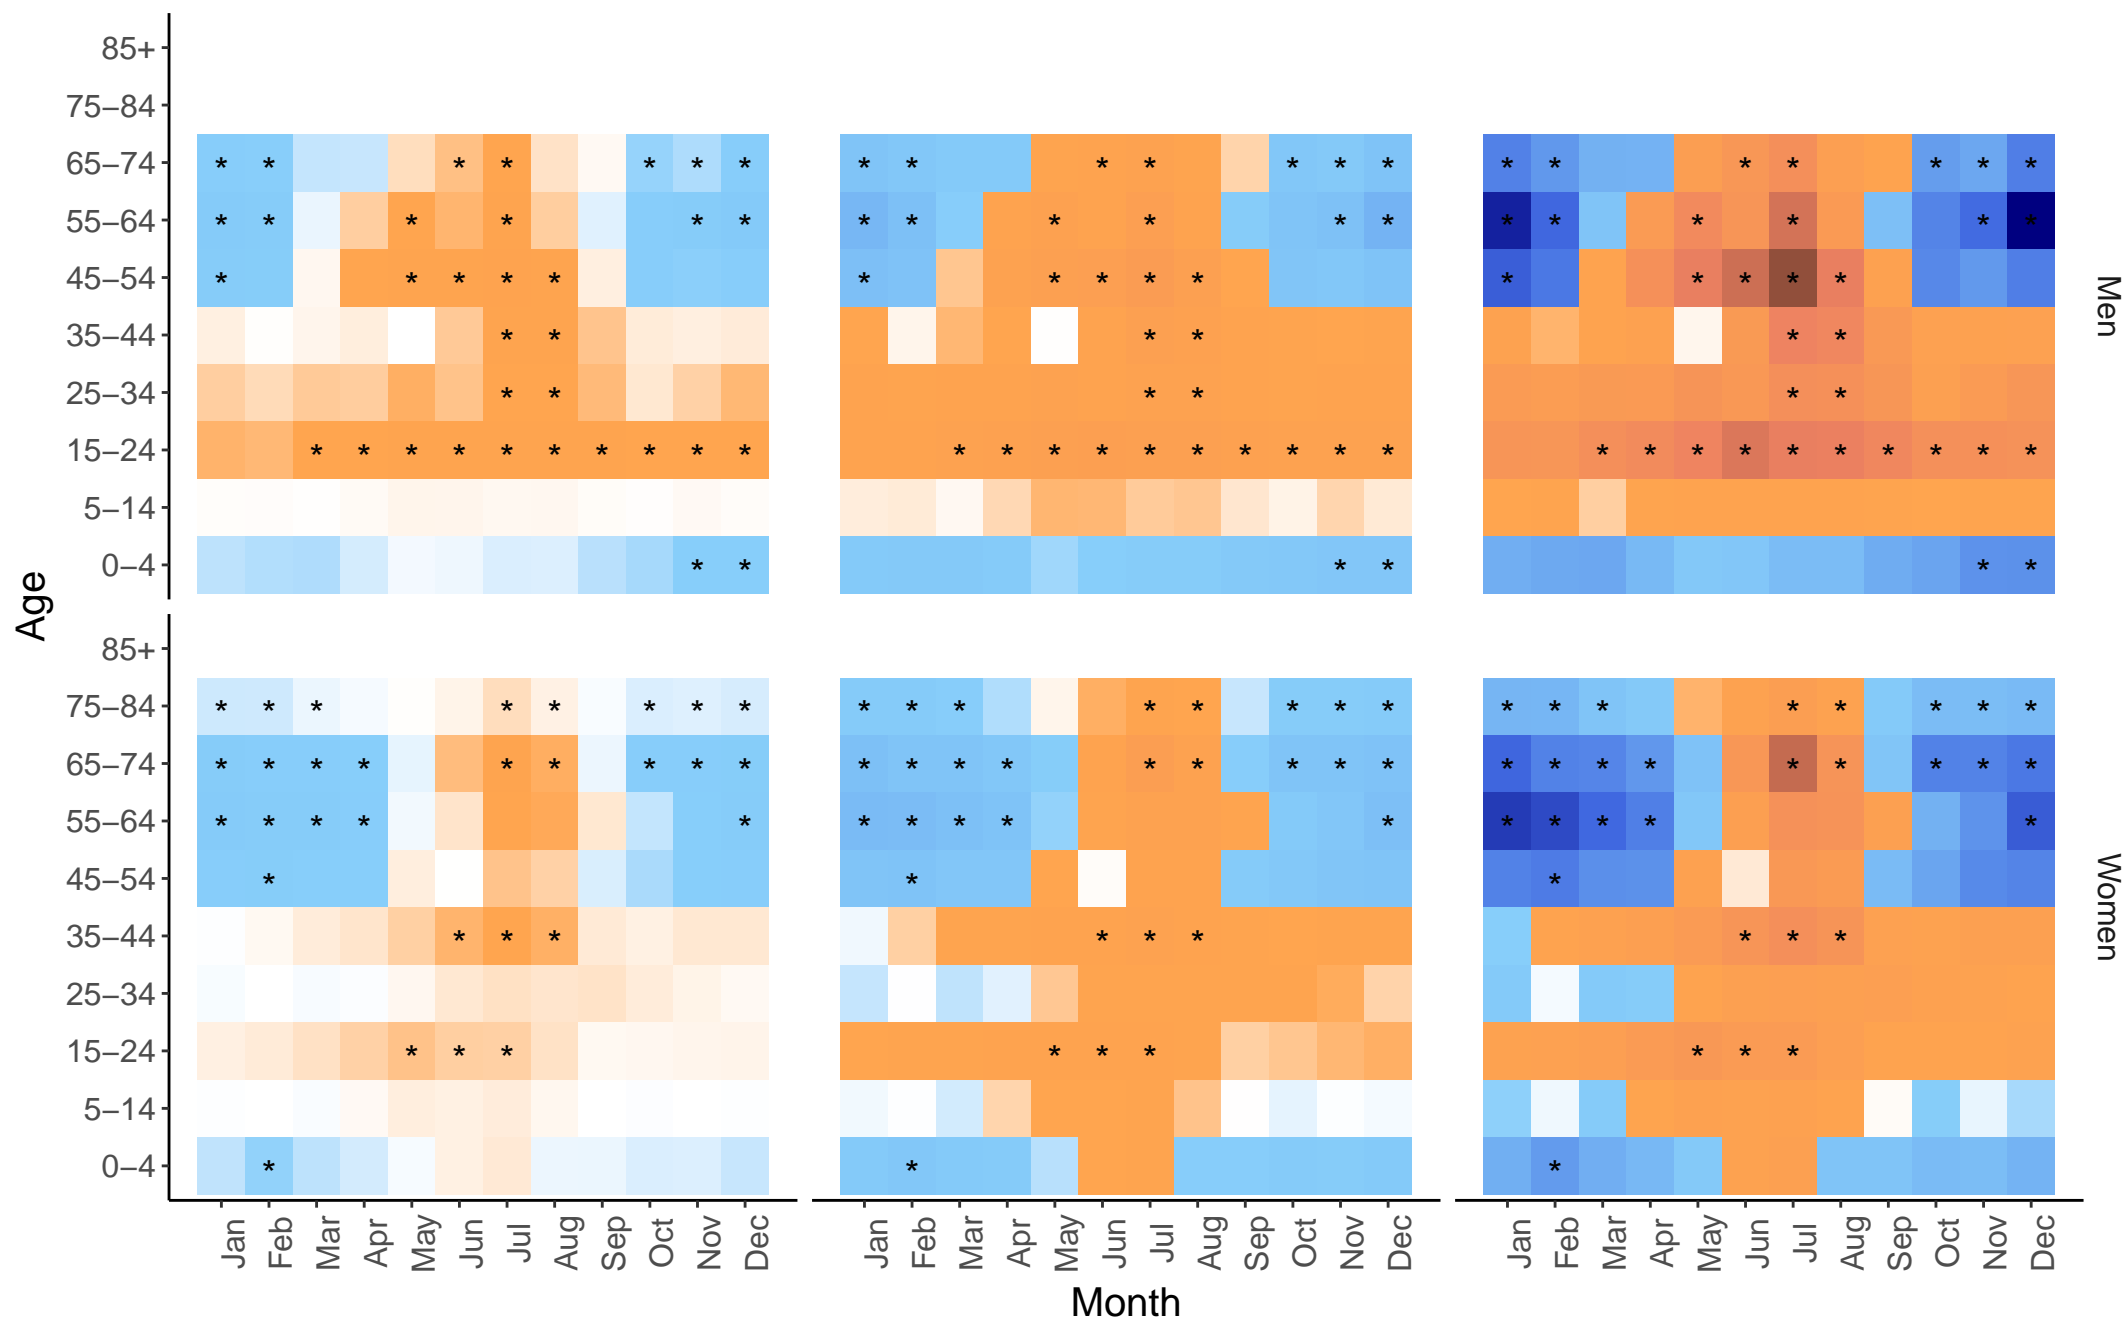 85+
75–84
65–74 * * * * * * *
55–64 * * * * * *
45–54 * * * * *
35–44 * *
25–34 * *
15–24 * * * * * * * * * *
5–14
0–4 * *
* * * * * * *
* * * * * *
* * * * *
* *
* *
* * * * * * * * * *
* *
* * * * * * *
* * * * * *
* * * * *
* *
* *
* * * * * * * * * *
* *
Men
Age
85+
75–84 * * * * * * * *
65–74 * * * * * * * * *
55–64 * * * * *
45–54 *
35–44 * * *
25–34
15–24 * * *
5–14
0–4 *
* * * * * * * *
* * * * * * * * *
* * * * *
*
* * *
* * *
*
* * * * * * * *
* * * * * * * * *
* * * * *
*
* * *
* * *
*
Women
Jan Feb Mar Apr May Jun Jul Aug Sep Oct Nov Dec
Jan Feb Mar Apr May Jun Jul Aug Sep Oct Nov Dec
Jan Feb Mar Apr May Jun Jul Aug Sep Oct Nov Dec
Month